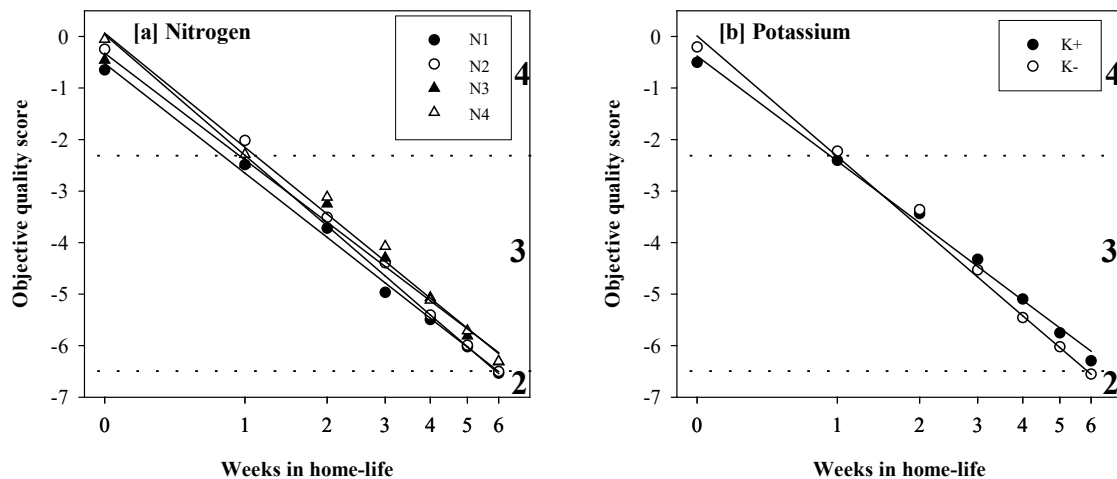 [a] Nitrogen
N1
N2
N3
N4
Objective quality score
0
-1
-2
-3
-4
-5
-6
-7
4
3
2
0 1 2 3 4 5 6
Weeks in home-life
[b] Potassium
K+
K-
Objective quality score
0
-1
-2
-3
-4
-5
-6
-7
4
3
2
0 1 2 3 4 5 6
Weeks in home-life